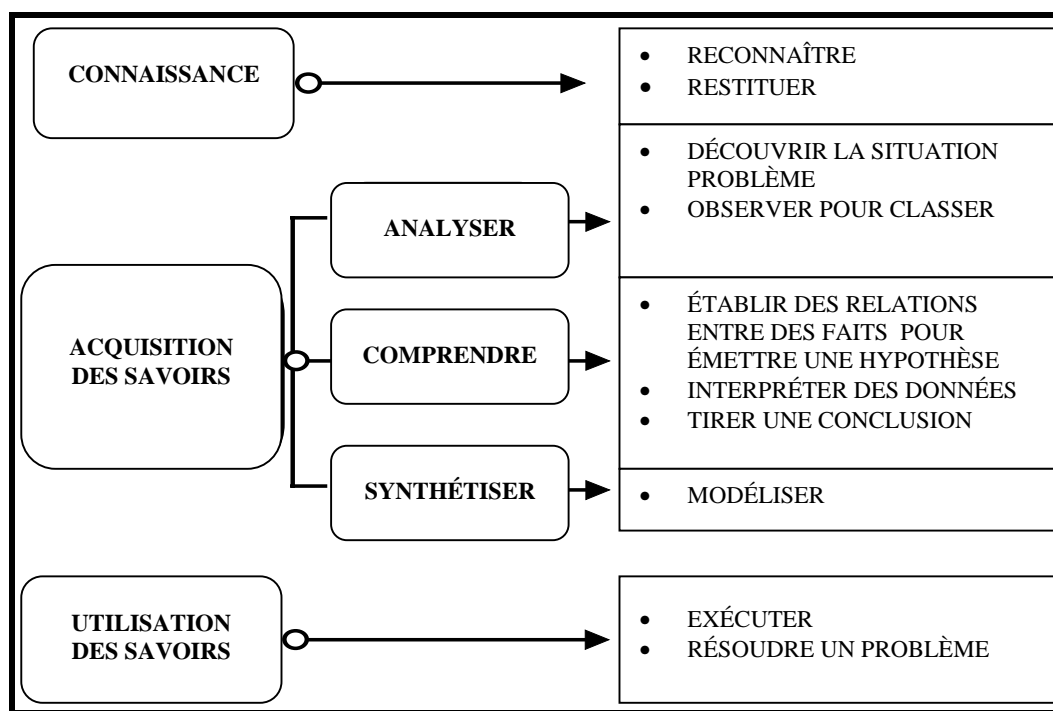 CONNAISSANCE
• RECONNAÎTRE
• RESTITUER
ACQUISITION
DES SAVOIRS
ANALYSER
• DÉCOUVRIR LA SITUATION
PROBLÈME
• OBSERVER POUR CLASSER
COMPRENDRE
• ÉTABLIR DES RELATIONS
ENTRE DES FAITS POUR
ÉMETTRE UNE HYPOTHÈSE
• INTERPRÉTER DES DONNÉES
• TIRER UNE CONCLUSION
SYNTHÉTISER
• MODÉLISER
UTILISATION
DES SAVOIRS
• EXÉCUTER
• RÉSOUDRE UN PROBLÈME